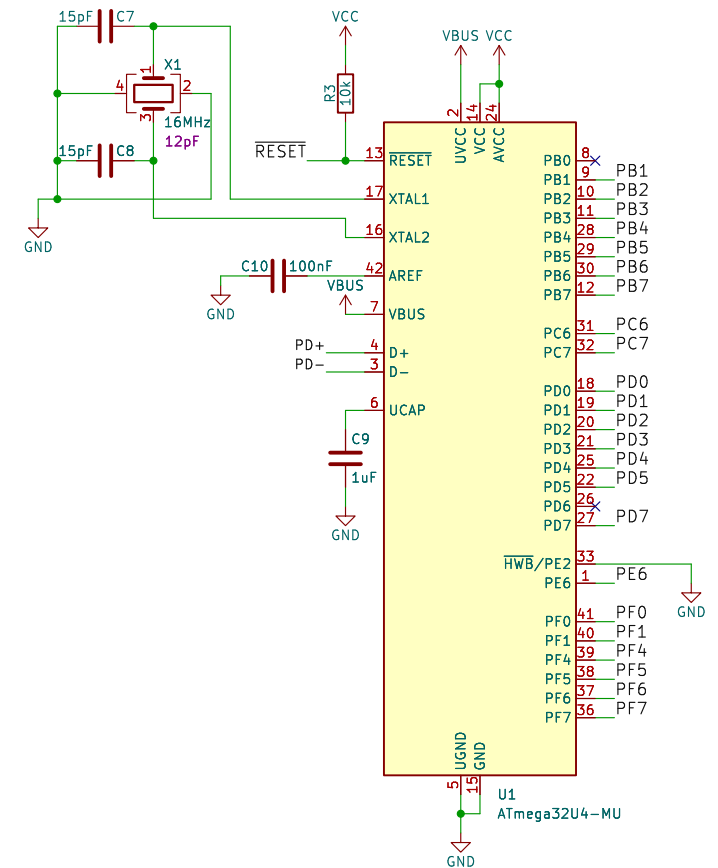 15pF C7
X1
1
4
2
3
16MHz
12pF
15pF C8
GND
VCC
R3
10k
RESET
VBUS VCC
2
14
24
UVCC
VCC
AVCC
13 RESET
17 XTAL1
16 XTAL2
C10 100nF
42 AREF
GND
VBUS
7 VBUS
PD+
4 D+
PD-
3 D-
6 UCAP
C9
1uF
GND
PB0 8
PB1 9 PB1
PB2 10 PB2
PB3 11 PB3
PB4 28 PB4
PB5 29 PB5
PB6 30 PB6
PB7 12 PB7
PC6 31 PC6
PC7 32 PC7
PD0 18 PD0
PD1 19 PD1
PD2 20 PD2
PD3 21 PD3
PD4 25 PD4
PD5 22 PD5
PD6 26
PD7 27 PD7
HWB/PE2 33
GND
PE6 1 PE6
PF0 41 PF0
PF1 40 PF1
PF4 39 PF4
PF5 38 PF5
PF6 37 PF6
PF7 36 PF7
UGND
GND
5
15
U1
ATmega32U4-MU
GND